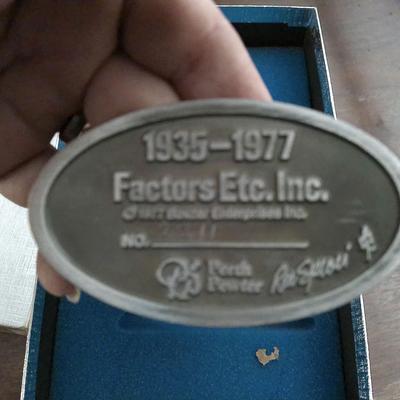 1935-1977
Factors Etc. Inc.
© 1977 Boxcar Enterprises Inc.
NO.
Perth
Pewter